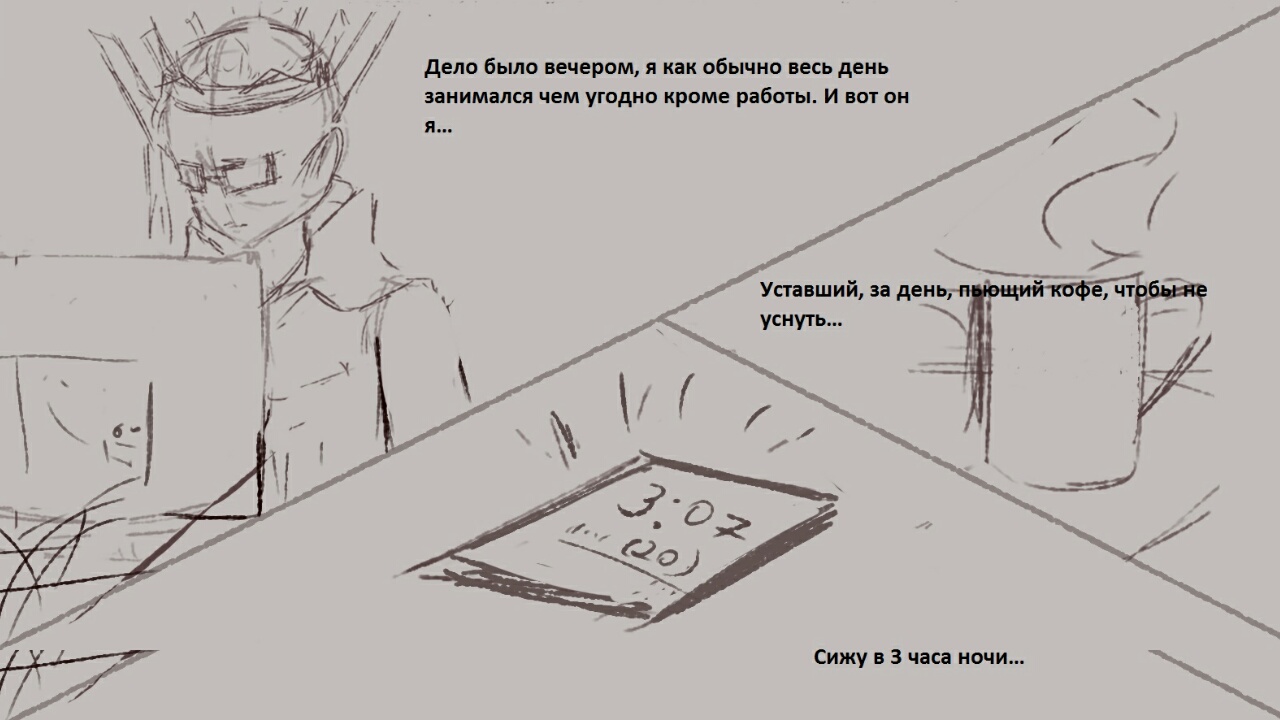 Дело было вечером, я как обычно весь день
занимался чем угодно кроме работы. И вот он
я...
Уставший, за день, пьющий кофе, чтобы не
уснуть...
3:07
(20)
Сижу в 3 часа ночи...